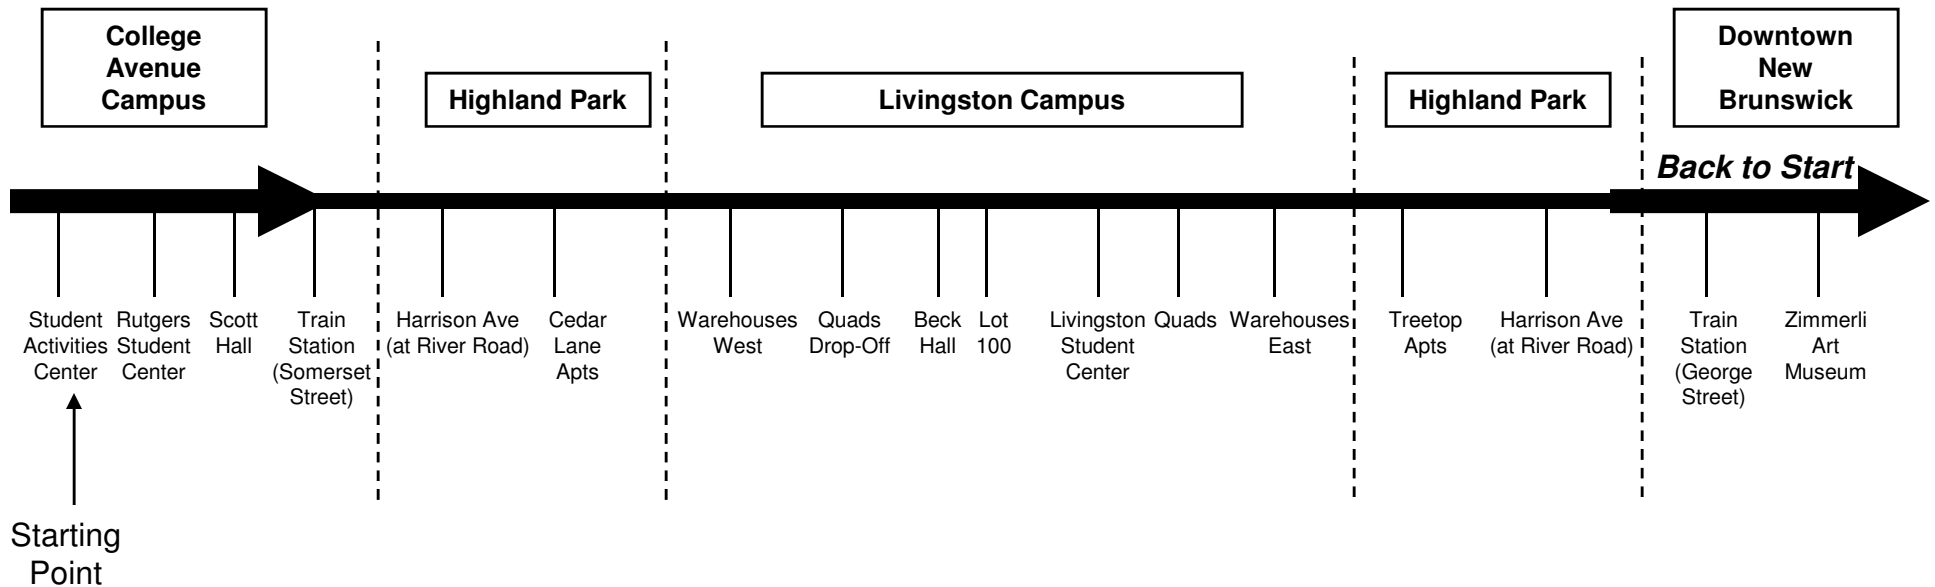 College
Avenue
Campus
Highland Park
Livingston Campus
Highland Park
Downtown
New
Brunswick
Back to Start
Student
Activities
Center
Rutgers
Student
Center
Scott
Hall
Train
Station
(Somerset
Street)
Harrison Ave
(at River Road)
Cedar
Lane
Apts
Warehouses
West
Quads
Drop-Off
Beck
Hall
Lot
100
Livingston
Student
Center
Quads
Warehouses
East
Treetop
Apts
Harrison Ave
(at River Road)
Train
Station
(George
Street)
Zimmerli
Art
Museum
Starting
Point